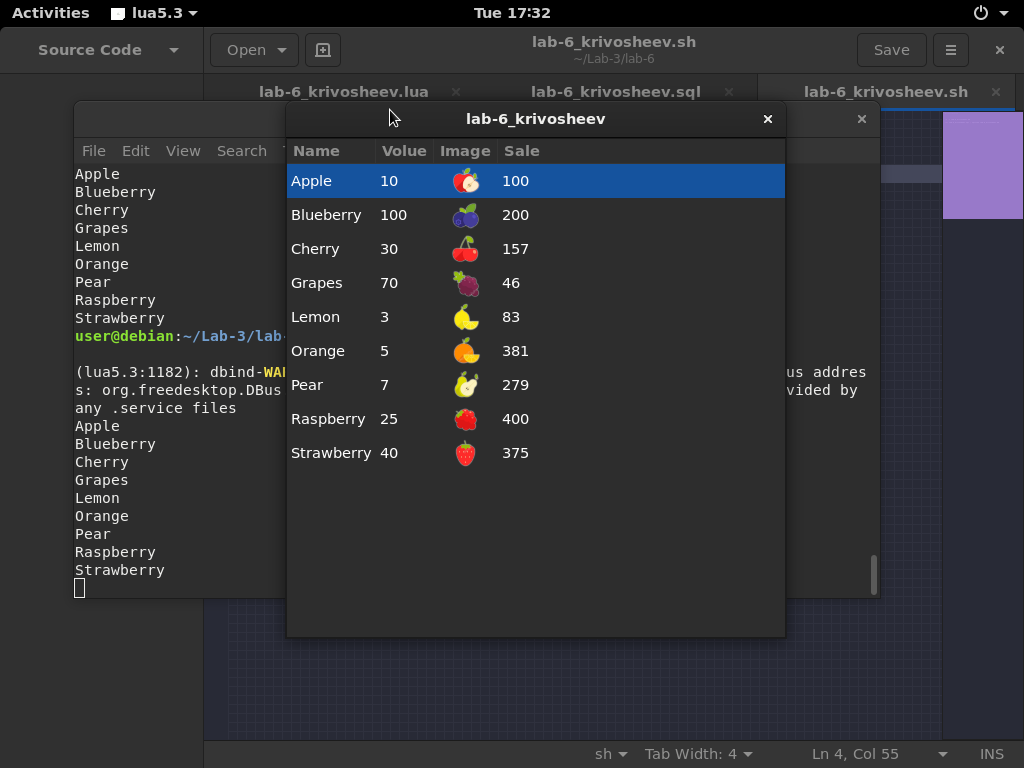 Activities lua5.3 Tue 17:32
Source Code Open lab-6_krivosheev.sh Save
~/Lab-3/lab-6
lab-6_krivosheev.lua lab-6_krivosheev.sql lab-6_krivosheev.sh
lab-6_krivosheev
File Edit View Search
Name Value Image Sale
Apple 10 100
Blueberry 100 200
Cherry 30 157
Grapes 70 46
Lemon 3 83
Orange 5 381
Pear 7 279
Raspberry 25 400
Strawberry 40 375
Apple
Blueberry
Cherry
Grapes
Lemon
Orange
Pear
Raspberry
Strawberry
user@debian:~/Lab-3/lab-
(lua5.3:1182): dbind-WA us addres
s: org.freedesktop.DBus vided by
any .service files
Apple
Blueberry
Cherry
Grapes
Lemon
Orange
Pear
Raspberry
Strawberry
sh Tab Width: 4 Ln 4, Col 55 INS